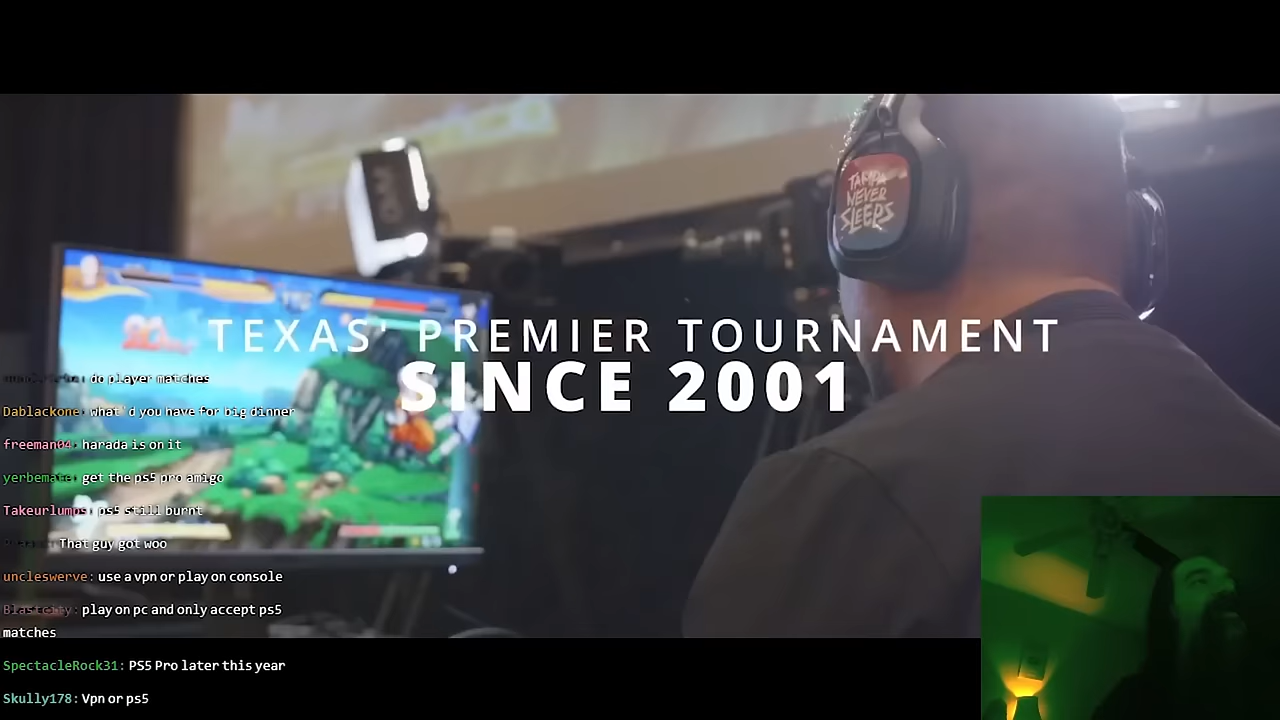 TAMPA
NEVER
SLEEPS
TEXAS' PREMIER TOURNAMENT
SINCE 2001
do player matches
Dablackone: what'd you have for big dinner
freeman04: harada is on it
yerbemate: get the ps5 pro amigo
Takeurlumps: ps5 still burnt
That guy got woo
uncleswerve: use a vpn or play on console
Blastcity: play on pc and only accept ps5
matches
SpectacleRock31: PS5 Pro later this year
Skully178: Vpn or ps5